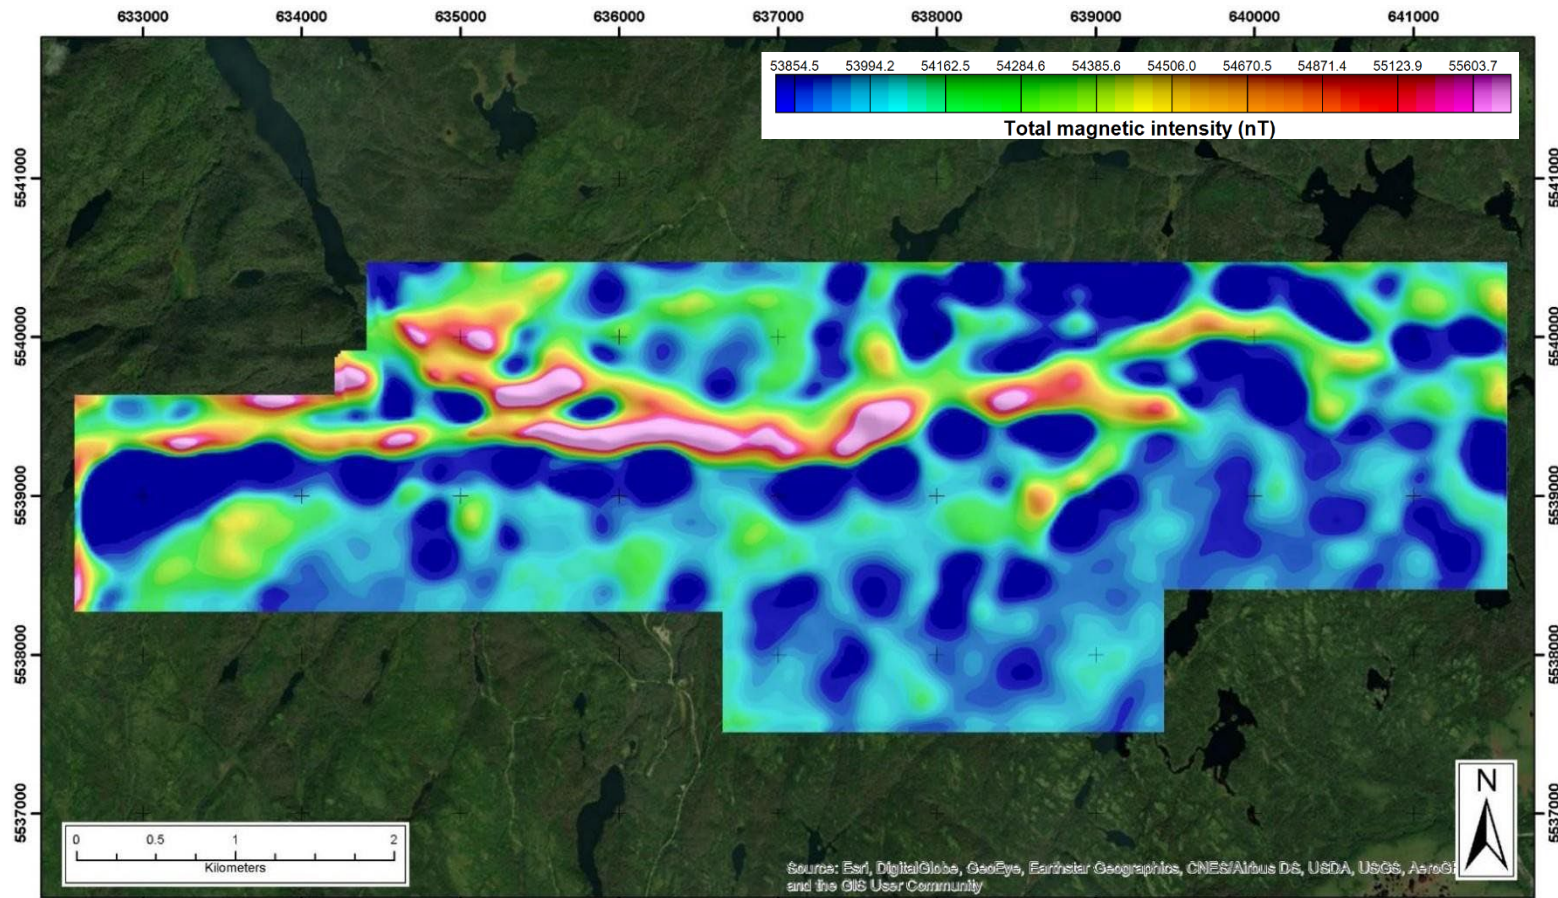 633000 634000 635000 636000 637000 638000 639000 640000 641000
53854.5 53994.2 54162.5 54284.6 54385.6 54506.0 54670.5 54871.4 55123.9 55603.7
Total magnetic intensity (nT)
5541000 5541000
5540000 5540000
5539000 5539000
5538000 5538000
5537000 5537000
N
0 0.5 1 2
Kilometers
Source: Esri, DigitalGlobe, GeoEye, Earthstar Geographics, CNES/Airbus DS, USDA, USGS, AeroG
and the GIS User Community